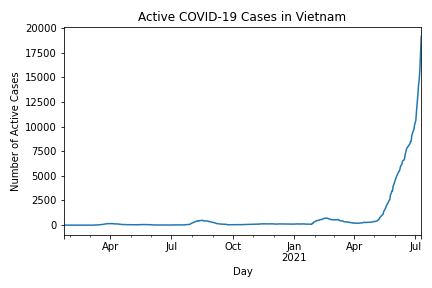 Active COVID-19 Cases in Vietnam
Number of Active Cases
20000
17500
15000
12500
10000
7500
5000
2500
0
Apr Jul Oct Jan Apr Jul
2021
Day